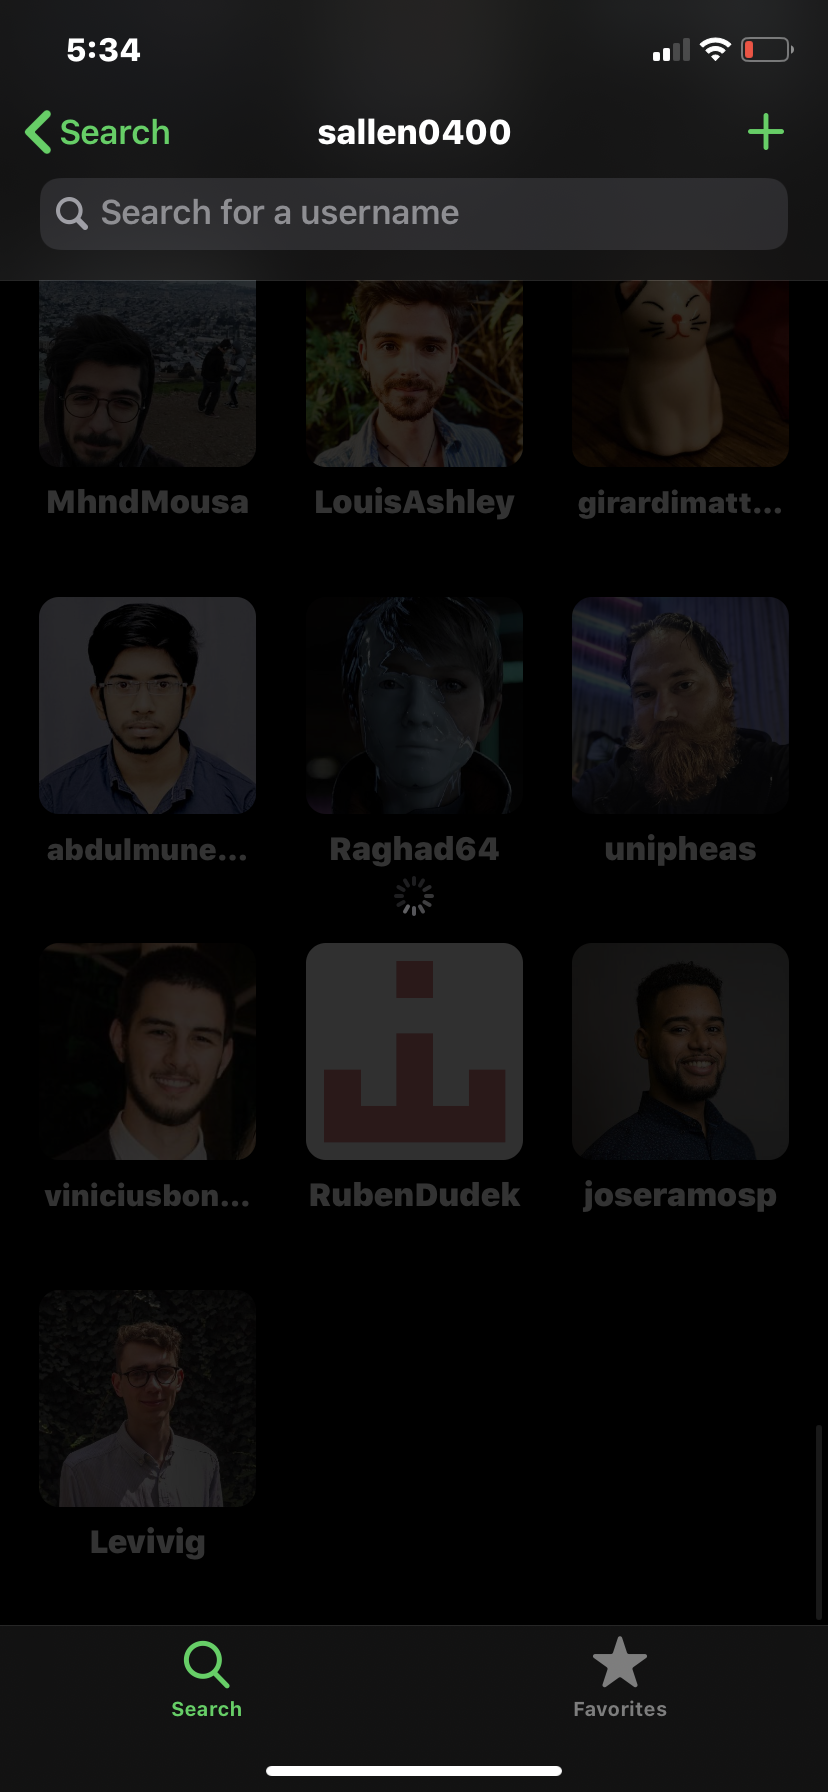 5:34
Search
sallen0400
Search for a username
MhndMousa
LouisAshley
girardimatt...
abdulmune...
Raghad64
unipheas
viniciusbon...
RubenDudek
joseramosp
Levivig
Search
Favorites